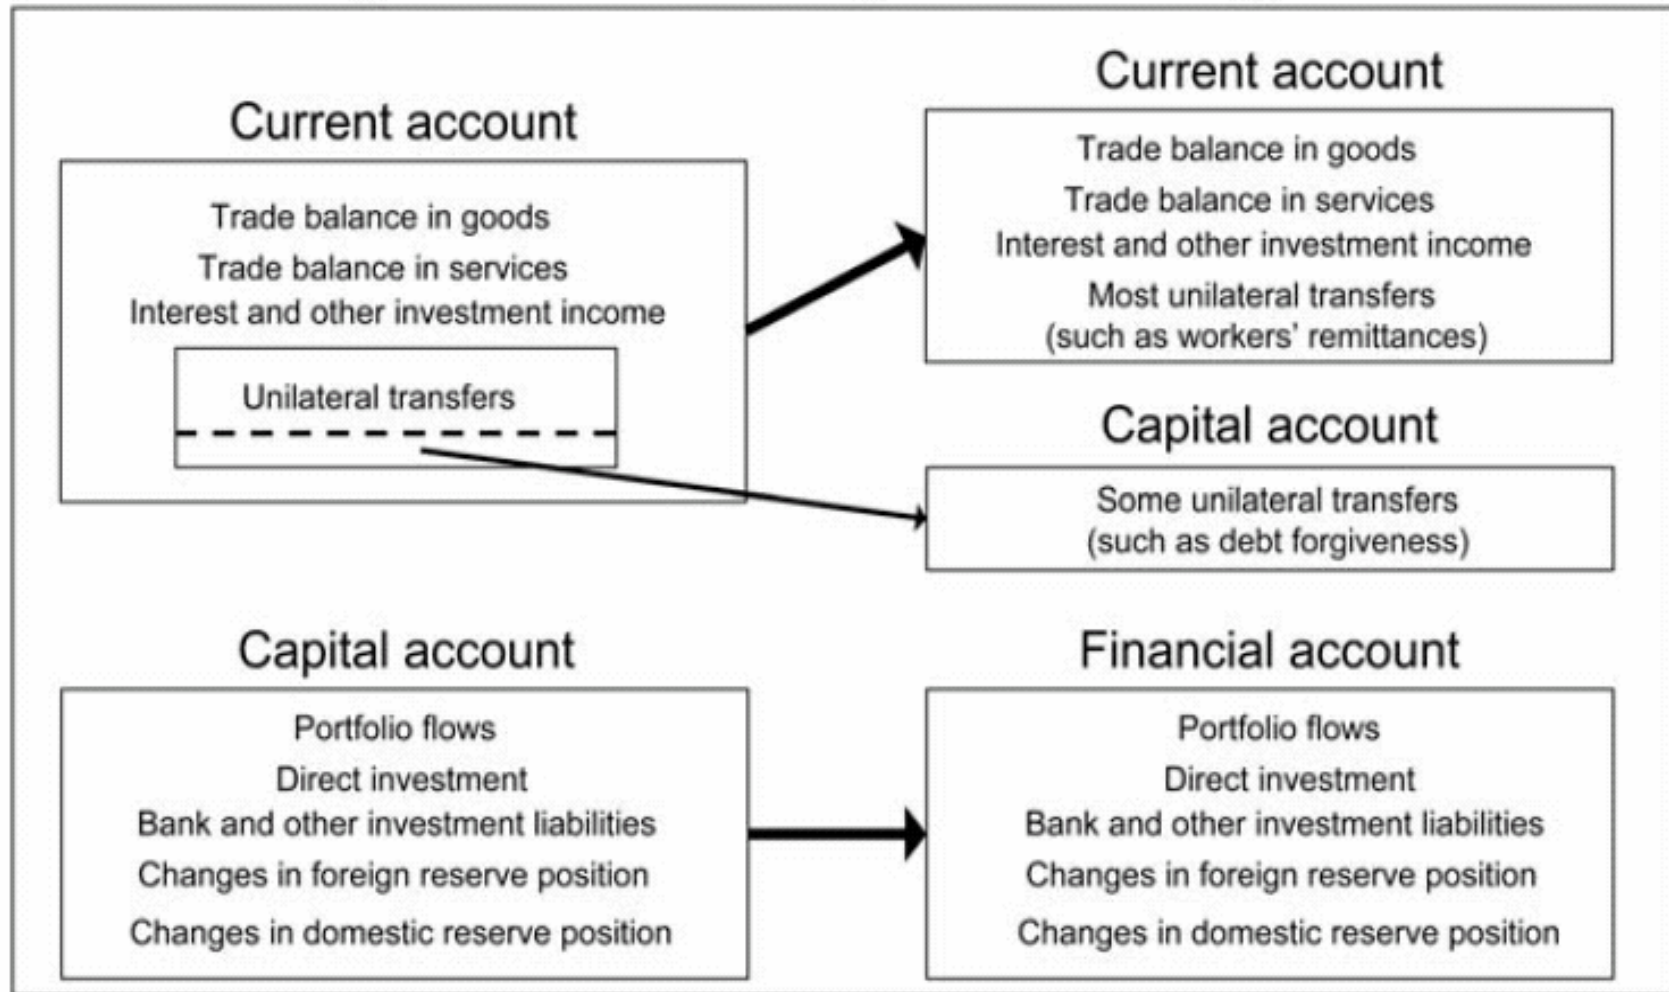 Current account
Trade balance in goods
Trade balance in services
Interest and other investment income
Unilateral transfers
Current account
Trade balance in goods
Trade balance in services
Interest and other investment income
Most unilateral transfers
(such as workers' remittances)
Capital account
Some unilateral transfers
(such as debt forgiveness)
Capital account
Portfolio flows
Direct investment
Bank and other investment liabilities
Changes in foreign reserve position
Changes in domestic reserve position
Financial account
Portfolio flows
Direct investment
Bank and other investment liabilities
Changes in foreign reserve position
Changes in domestic reserve position